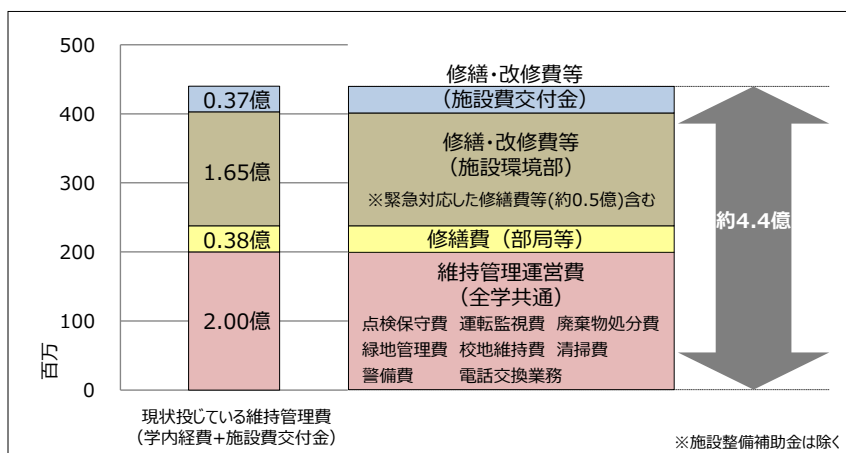 500
400
300
200
100
0
百万
0.37億
1.65億
0.38億
2.00億
修繕・改修費等
(施設費交付金)
修繕・改修費等
(施設環境部)
※緊急対応した修繕費等(約0.5億)含む
修繕費（部局等）
維持管理運営費
(全学共通)
点検保守費 運転監視費 廃棄物処分費
緑地管理費 校地維持費 清掃費
警備費 電話交換業務
約4.4億
現状投じている維持管理費
(学内経費+施設費交付金)
※施設整備補助金は除く